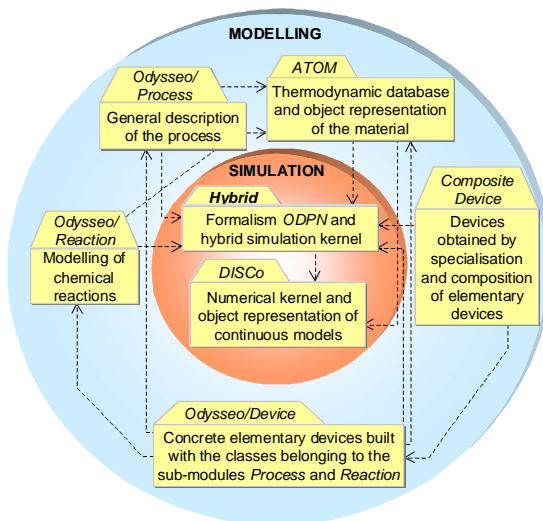 MODELLING
Odysseo/
Process
General description
of the process
ATOM
Thermodynamic database
and object representation
of the material
SIMULATION
Hybrid
Formalism ODPN and
hybrid simulation kernel
Composite
Device
Devices
obtained by
specialisation
and composition
of elementary
devices
Odysseo/
Reaction
Modelling of
chemical
reactions
DISCo
Numerical kernel and
object representation of
continuous models
Odysseo/Device
Concrete elementary devices built
with the classes belonging to the
sub-modules Process and Reaction